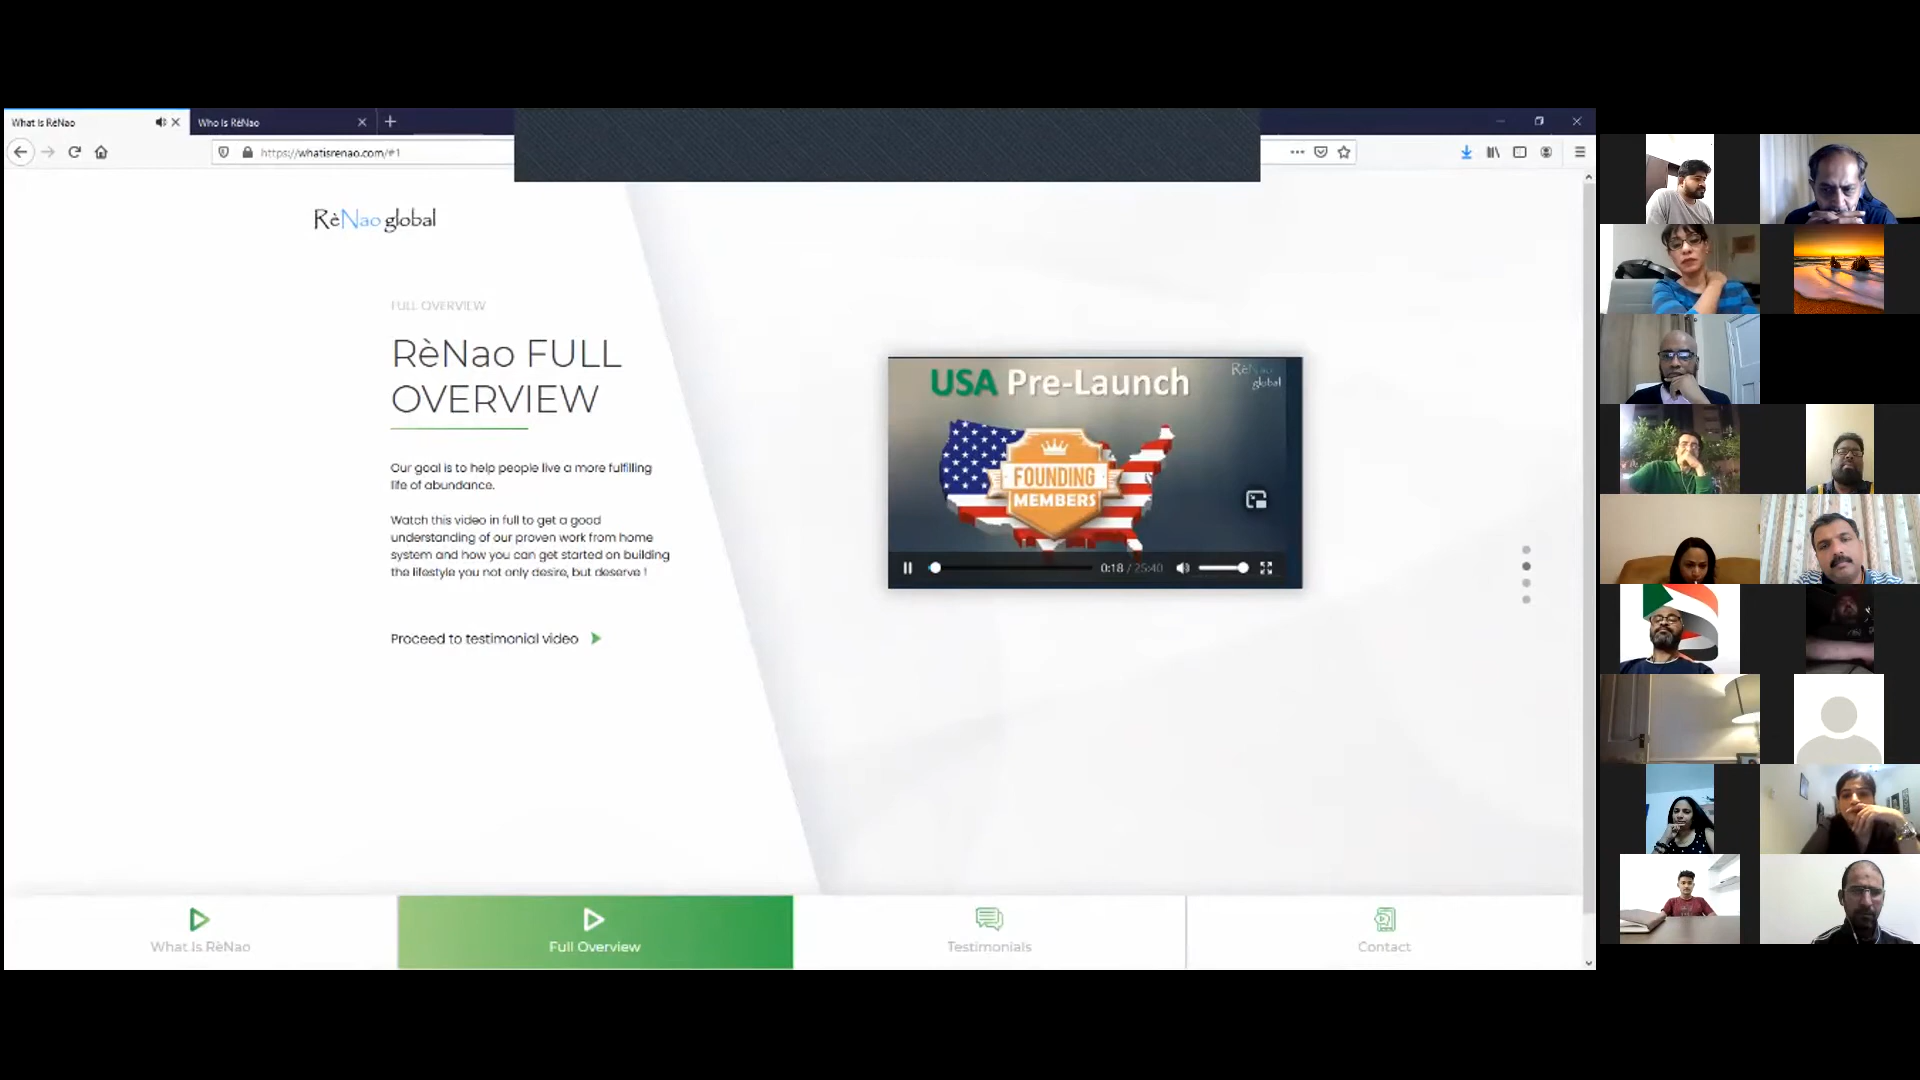 What Is RèNao
Who Is RèNao
https://whatisrenao.com/#1
RèNao global
FULL OVERVIEW
RèNao FULL
OVERVIEW
Our goal is to help people live a more fulfilling
life of abundance.
Watch this video in full to get a good
understanding of our proven work from home
system and how you can get started on building
the lifestyle you not only desire, but deserve !
Proceed to testimonial video
USA Pre-Launch
RèNao
global
FOUNDING
MEMBERS
0:18 / 25:40
What Is RèNao
Full Overview
Testimonials
Contact